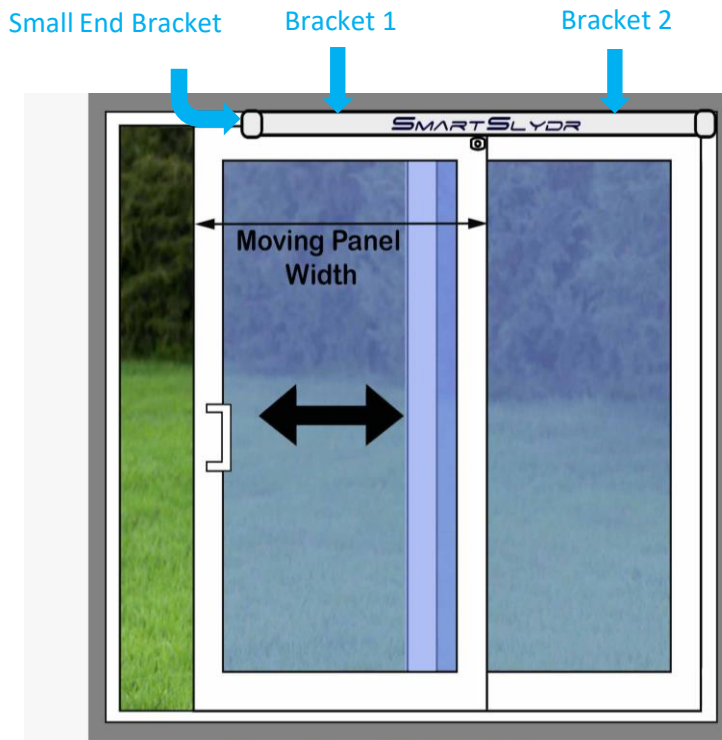 Small End Bracket
Bracket 1
Bracket 2
SMARTSLYDR
Moving Panel
Width